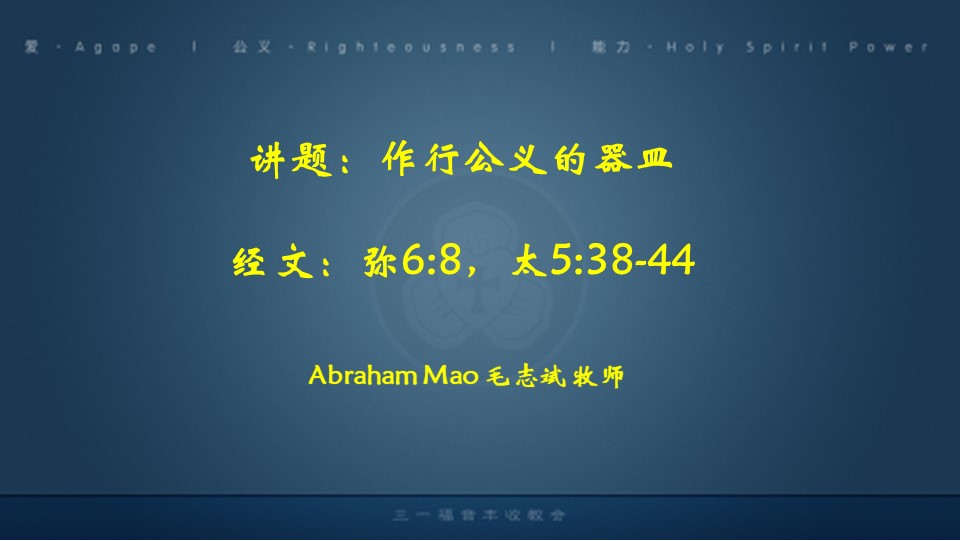 爱 · Agape | 公义 · Righteousness | 能力 · Holy Spirit Power
讲题：作行公义的器皿
经文：弥6:8，太5:38-44
Abraham Mao 毛志斌牧师
三一福音丰收教会